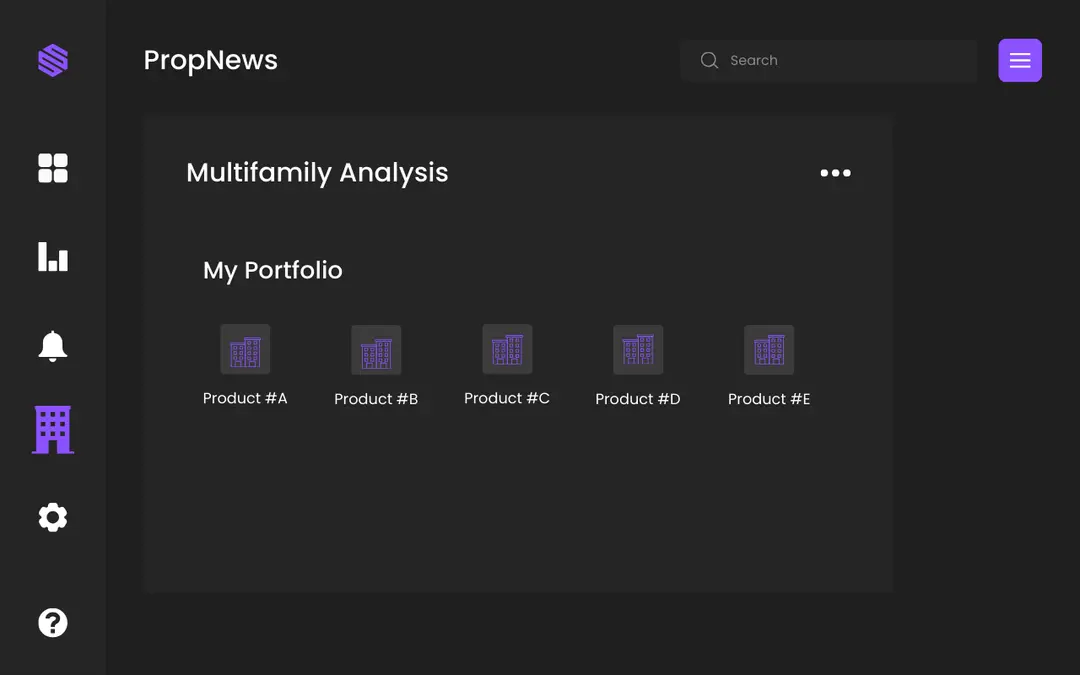 PropNews
Search
Multifamily Analysis
My Portfolio
Product #A
Product #B
Product #C
Product #D
Product #E